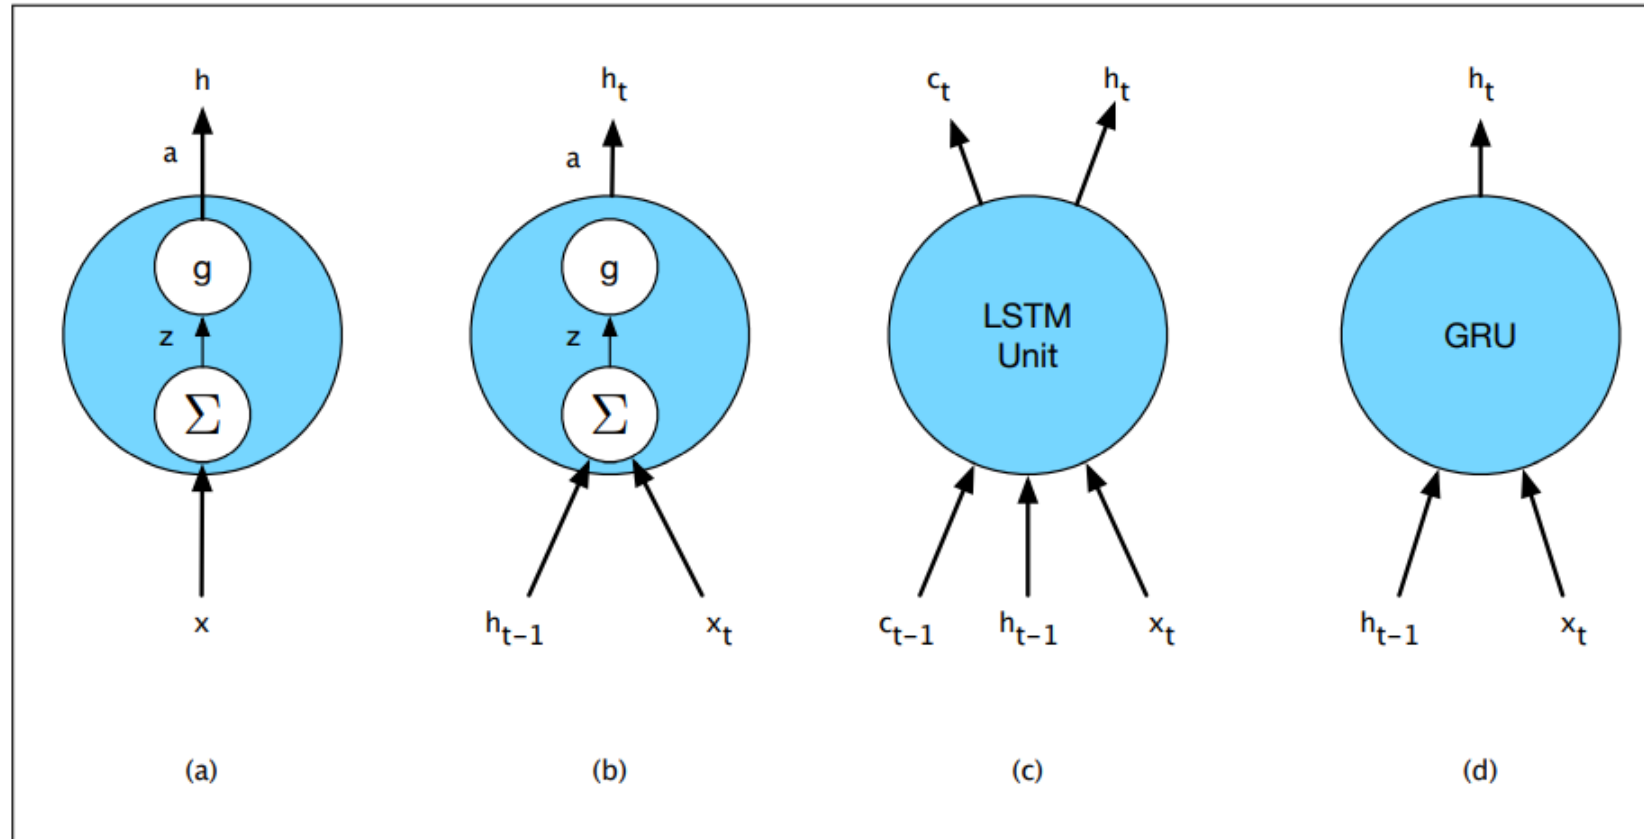 h
a
g
z
Σ
x
(a)
h_t
a
g
z
Σ
h_t−1 x_t
(b)
c_t h_t
LSTM
Unit
c_t−1 h_t−1 x_t
(c)
h_t
GRU
h_t−1 x_t
(d)